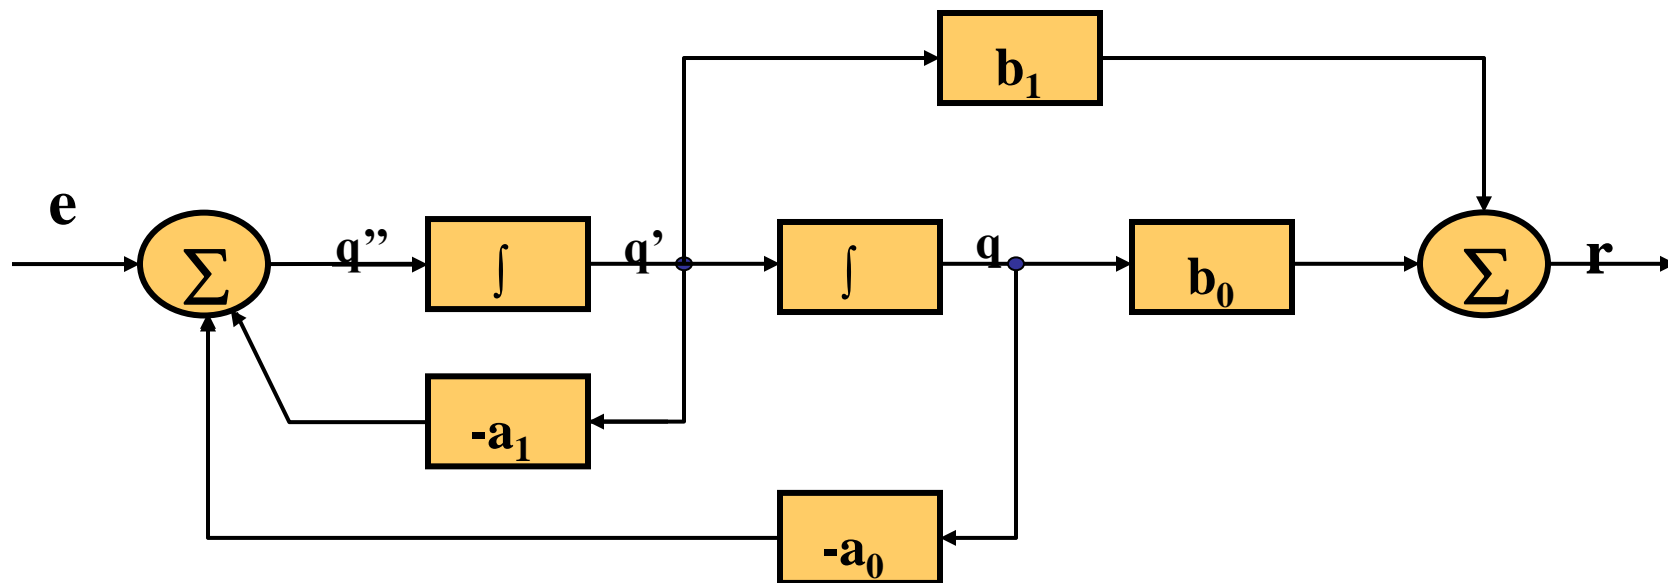 b₁
e
q’’
∫
q’
∫
q
b₀
r
Σ
Σ
-a₁
-a₀